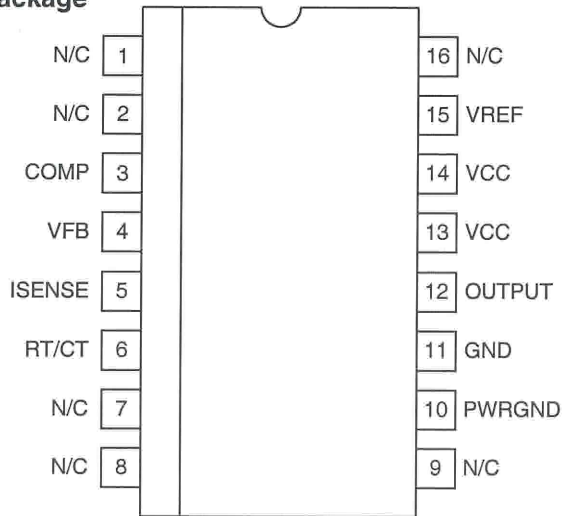 ackage
N/C 1 16 N/C
N/C 2 15 VREF
COMP 3 14 VCC
VFB 4 13 VCC
ISENSE 5 12 OUTPUT
RT/CT 6 11 GND
N/C 7 10 PWRGND
N/C 8 9 N/C